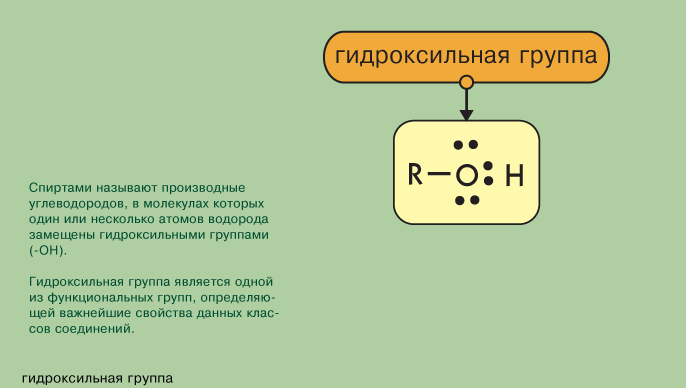 гидроксильная группа
R–O:H
Спиртами называют производные
углеводородов, в молекулах которых
один или несколько атомов водорода
замещены гидроксильными группами
(-OH).
Гидроксильная группа является одной
из функциональных групп, определяю-
щей важнейшие свойства данных клас-
сов соединений.
гидроксильная группа